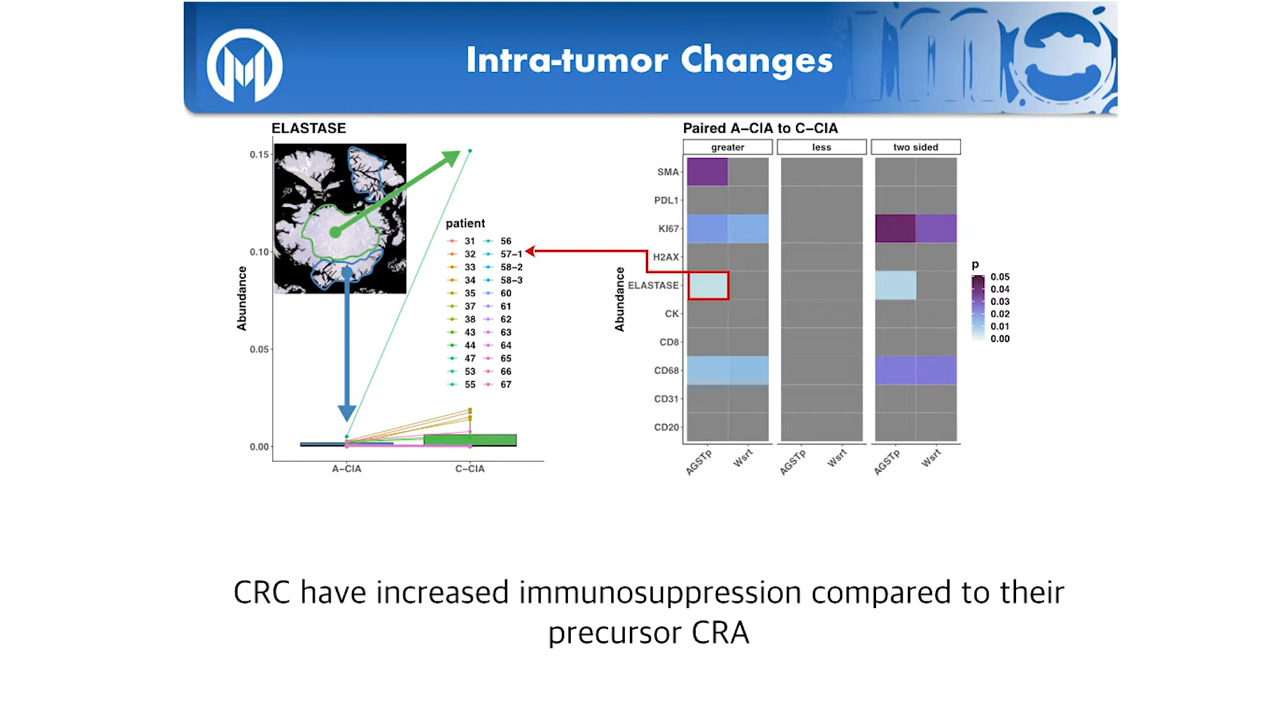 Intra-tumor Changes
ELASTASE
Abundance
0.15
0.10
0.05
0.00
A−CIA
C−CIA
patient
31 56
32 57−1
33 58−2
34 58−3
35 60
37 61
38 62
43 63
44 64
47 65
53 66
55 67
Paired A−CIA to C−CIA
greater less two sided
Abundance
SMA
PDL1
KI67
H2AX
ELASTASE
CK
CD8
CD68
CD31
CD20
AGSTp Wsrt AGSTp Wsrt AGSTp Wsrt
p
0.05
0.04
0.03
0.02
0.01
0.00
CRC have increased immunosuppression compared to their
precursor CRA